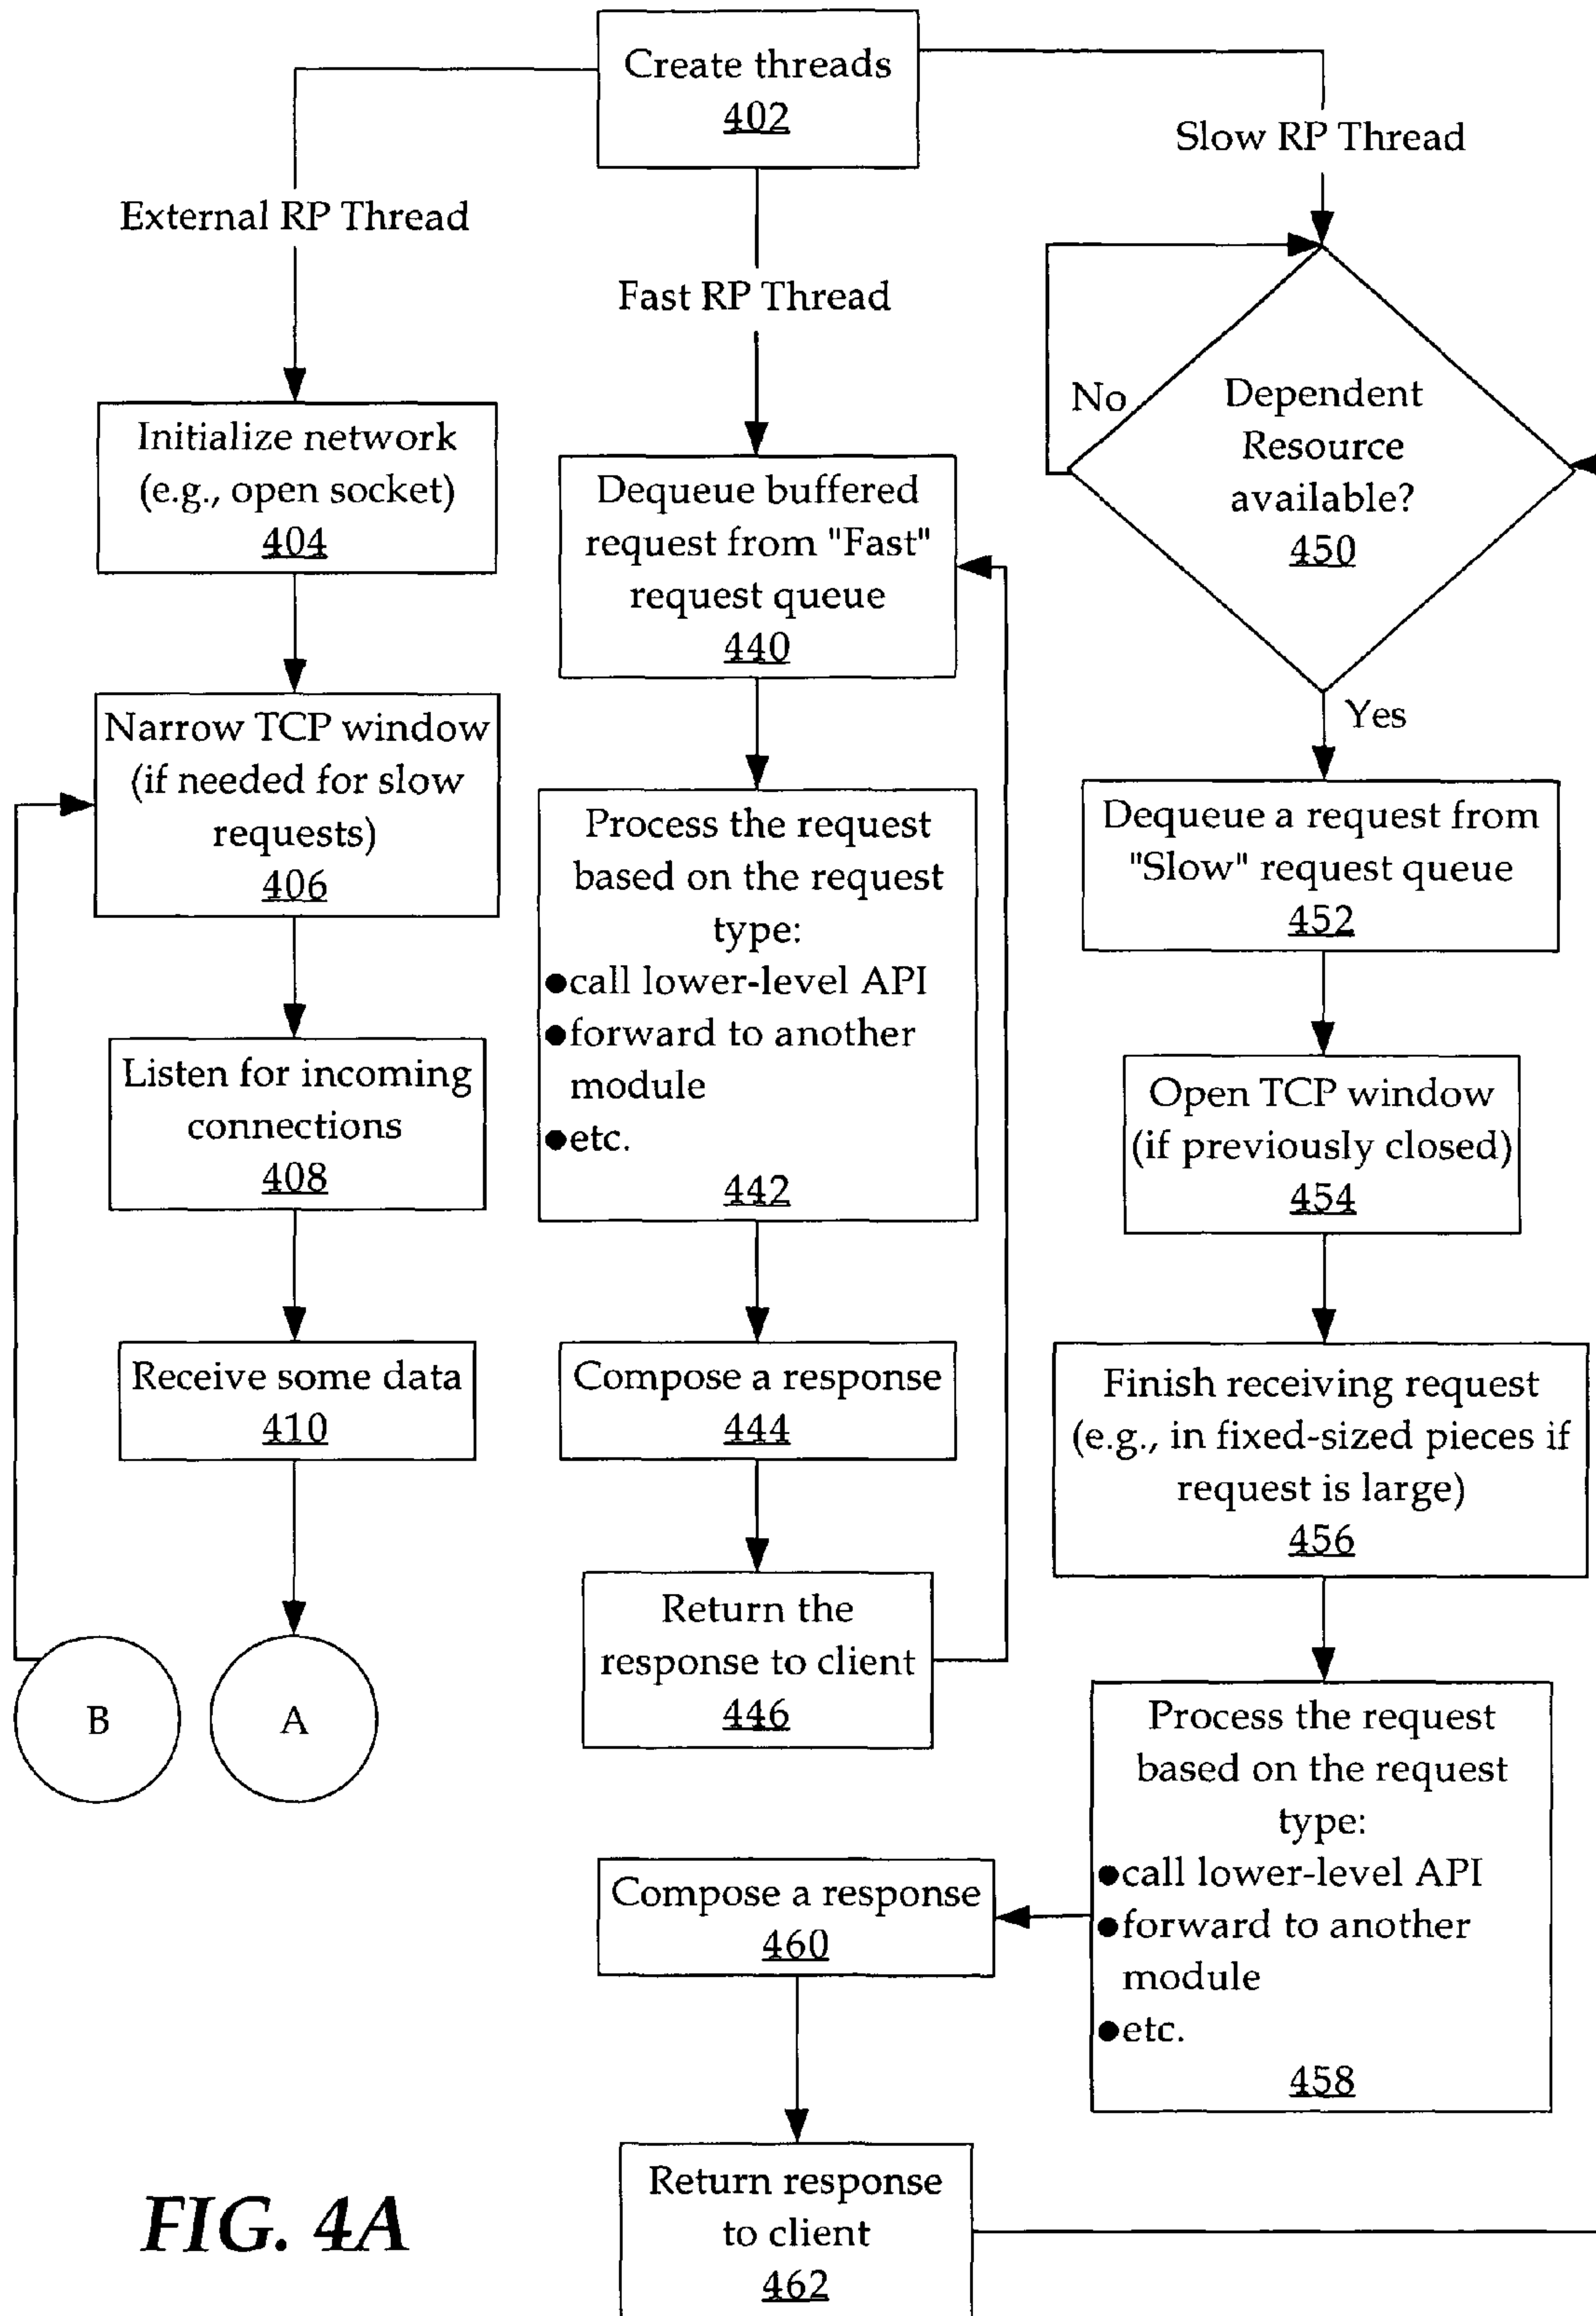 Create threads
402
External RP Thread
Fast RP Thread
Slow RP Thread
Initialize network
(e.g., open socket)
404
Narrow TCP window
(if needed for slow
requests)
406
Listen for incoming
connections
408
Receive some data
410
B
A
Dequeue buffered
request from "Fast"
request queue
440
Process the request
based on the request
type:
●call lower-level API
●forward to another
module
●etc.
442
Compose a response
444
Return the
response to client
446
No
Dependent
Resource
available?
450
Yes
Dequeue a request from
"Slow" request queue
452
Open TCP window
(if previously closed)
454
Finish receiving request
(e.g., in fixed-sized pieces if
request is large)
456
Process the request
based on the request
type:
●call lower-level API
●forward to another
module
●etc.
458
Compose a response
460
Return response
to client
462
FIG. 4A